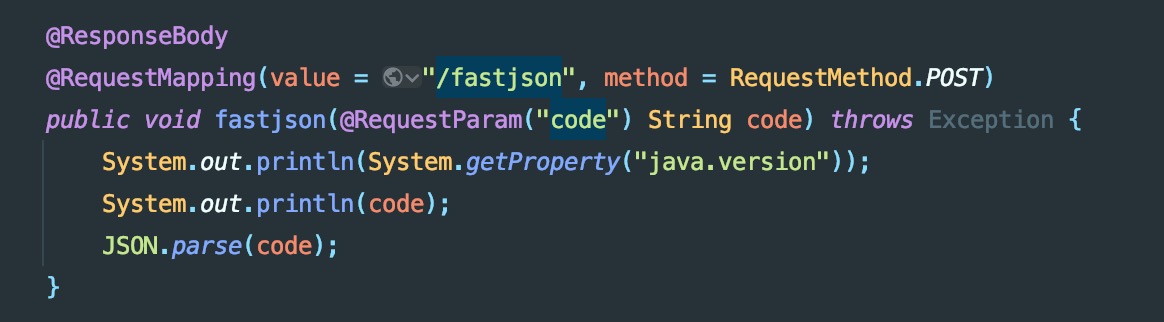 @ResponseBody
@RequestMapping(value = "/fastjson", method = RequestMethod.POST)
public void fastjson(@RequestParam("code") String code) throws Exception {
System.out.println(System.getProperty("java.version"));
System.out.println(code);
JSON.parse(code);
}